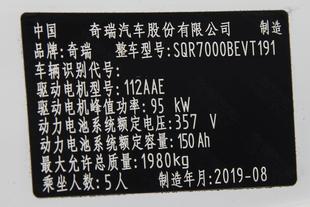 中国 奇瑞汽车股份有限公司 制造
品牌:奇瑞 整车型号:SQR7000BEVT191
车辆识别代号:
驱动电机型号:112AAE
驱动电机峰值功率:95 kW
动力电池系统额定电压:357 V
动力电池系统额定容量:150Ah
最大允许总质量:1980kg
乘坐人数:5人 制造年月:2019-08